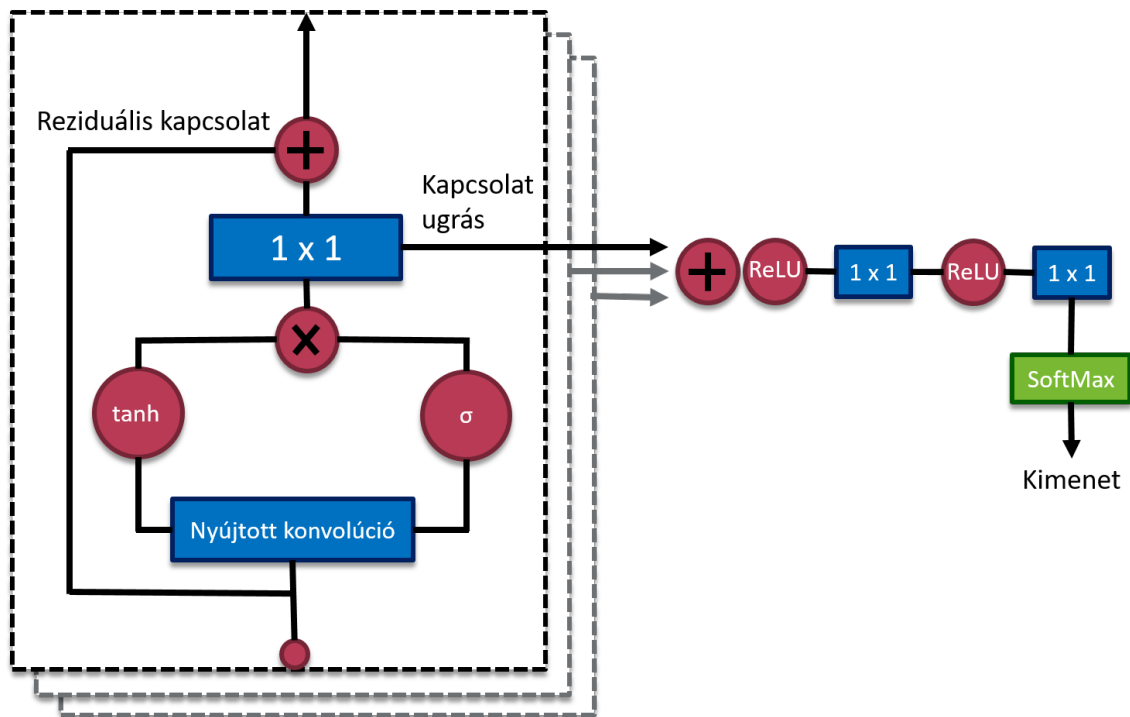 Reziduális kapcsolat
+
Kapcsolat
ugrás
1 x 1
+
ReLU
1 x 1
ReLU
1 x 1
×
tanh
σ
SoftMax
Nyújtott konvolúció
Kimenet